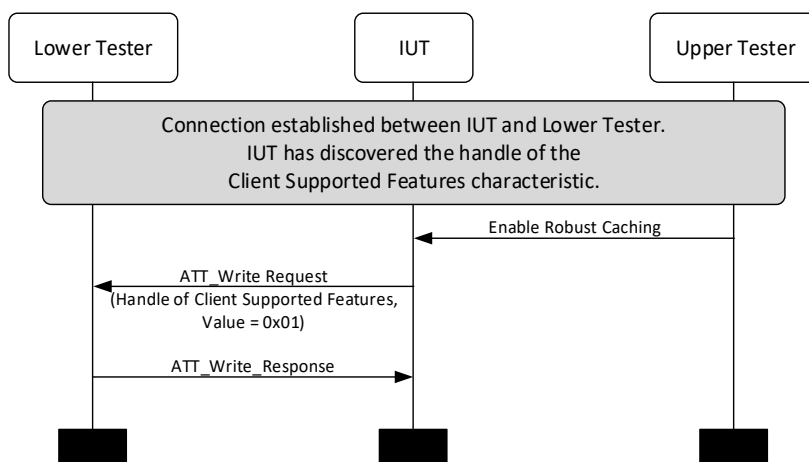 Lower Tester
IUT
Upper Tester
Connection established between IUT and Lower Tester.
IUT has discovered the handle of the
Client Supported Features characteristic.
Enable Robust Caching
ATT_Write Request
(Handle of Client Supported Features,
Value = 0x01)
ATT_Write_Response